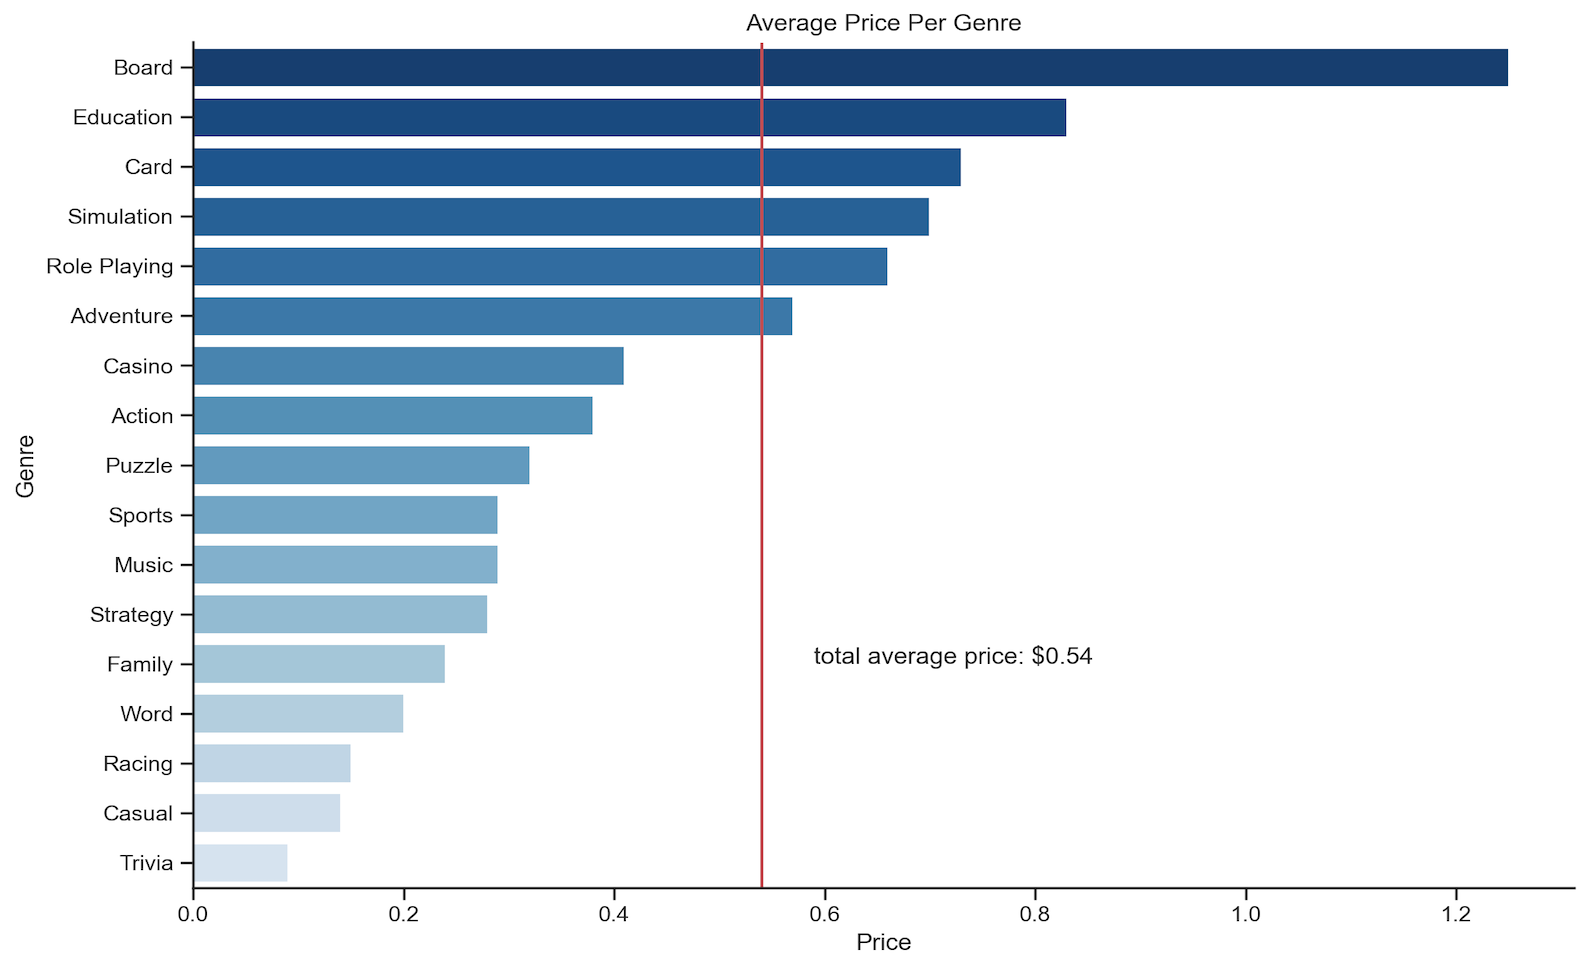 Average Price Per Genre
Board
Education
Card
Simulation
Role Playing
Adventure
Casino
Action
Puzzle
Sports
Music
Strategy
Family
Word
Racing
Casual
Trivia
Genre
total average price: $0.54
0.0 0.2 0.4 0.6 0.8 1.0 1.2
Price